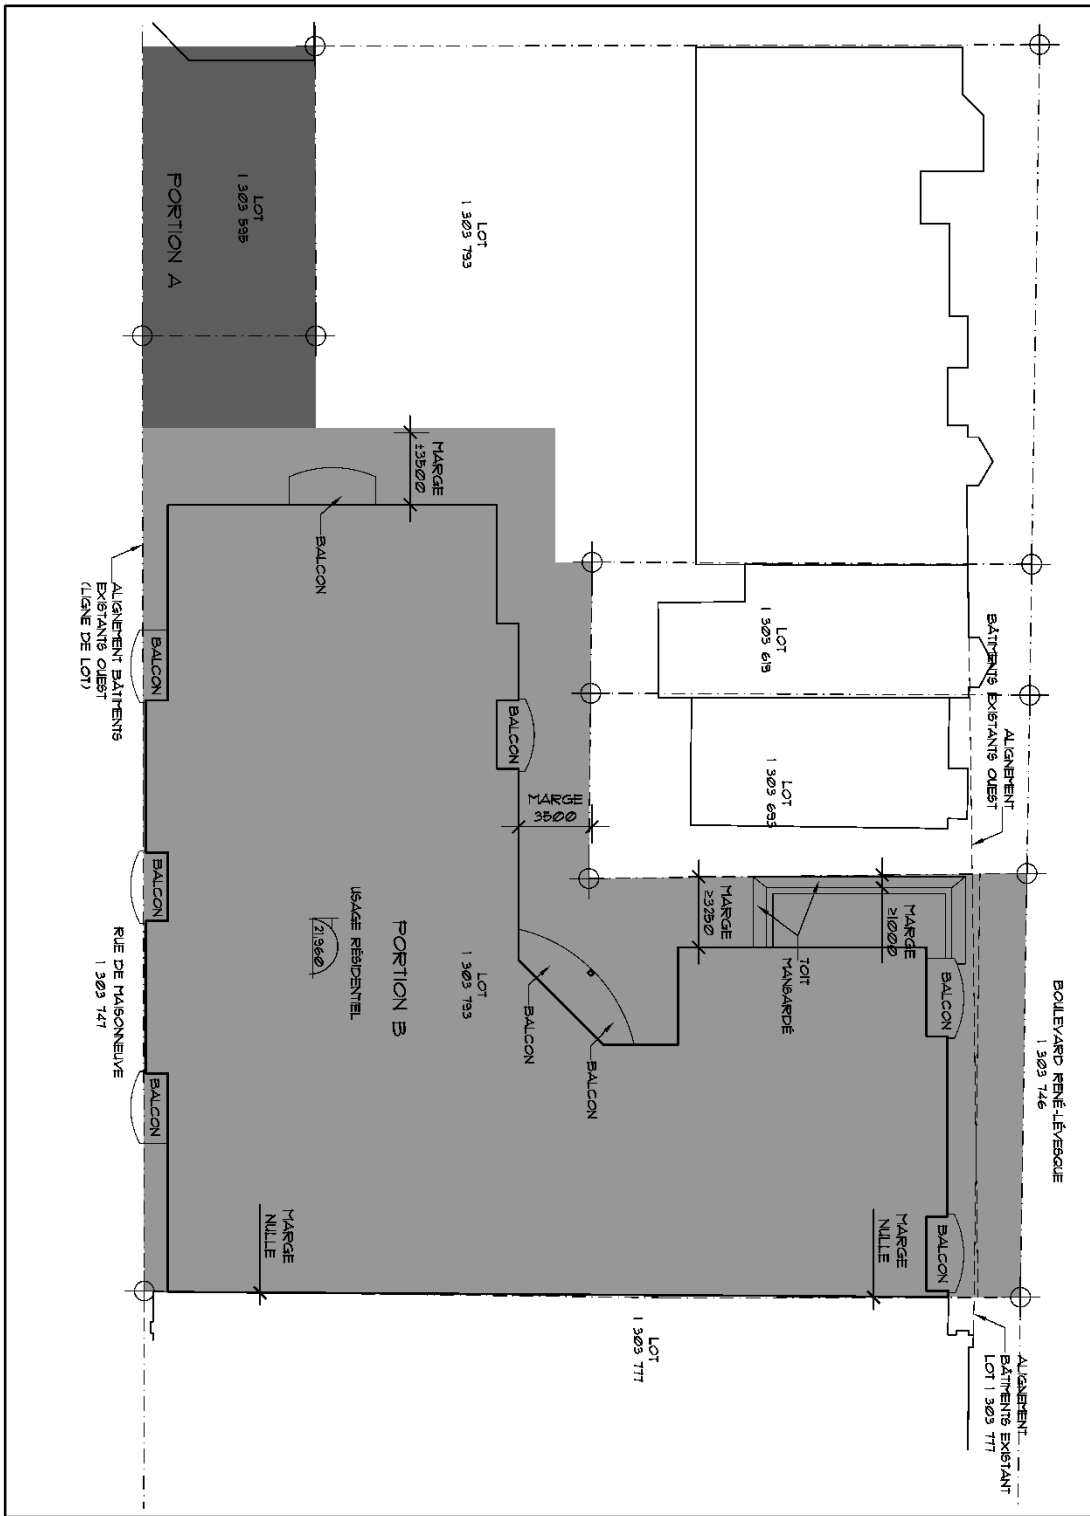 LOT
1 303 595
PORTION A
LOT
1 303 793
MARGE
±3500
BALCON
ALIGNEMENT BÂTIMENTS
EXISTANTS OUEST
(LIGNE DE LOT)
BALCON
BALCON
MARGE
3500
LOT
1 303 619
LOT
1 303 693
BÂTIMENTS EXISTANTS OUEST
ALIGNEMENT
BALCON
USAGE RÉSIDENTIEL
21,960
PORTION B
LOT
1 303 793
MARGE
≥3250
MARGE
≥1000
TOIT
MANSARDÉ
BALCON
BALCON
BALCON
RUE DE MAISONNEUVE
1 303 747
BOULEVARD RENÉ-LÉVESQUE
1 303 746
BALCON
MARGE
NULLE
MARGE
NULLE
BALCON
LOT
1 303 777
ALIGNEMENT
BÂTIMENTS EXISTANT
LOT 1 303 777